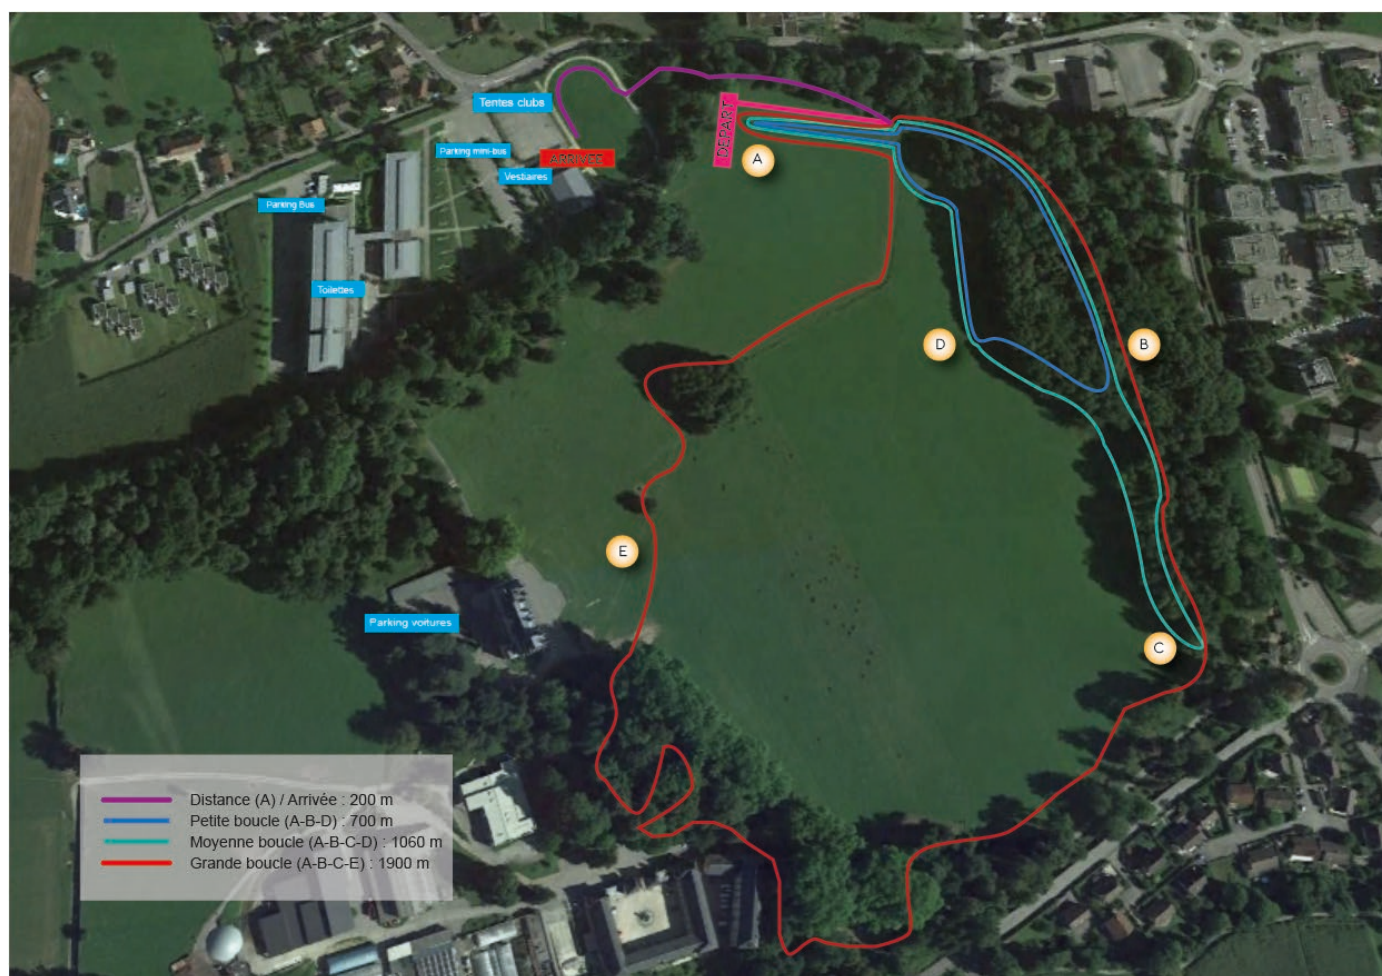 Tentes clubs
DEPART
Parking mini-bus
ARRIVEE
A
Vestiaires
Parking Bus
Toilettes
D
B
E
Parking voitures
C
Distance (A) / Arrivée : 200 m
Petite boucle (A-B-D) : 700 m
Moyenne boucle (A-B-C-D) : 1060 m
Grande boucle (A-B-C-E) : 1900 m